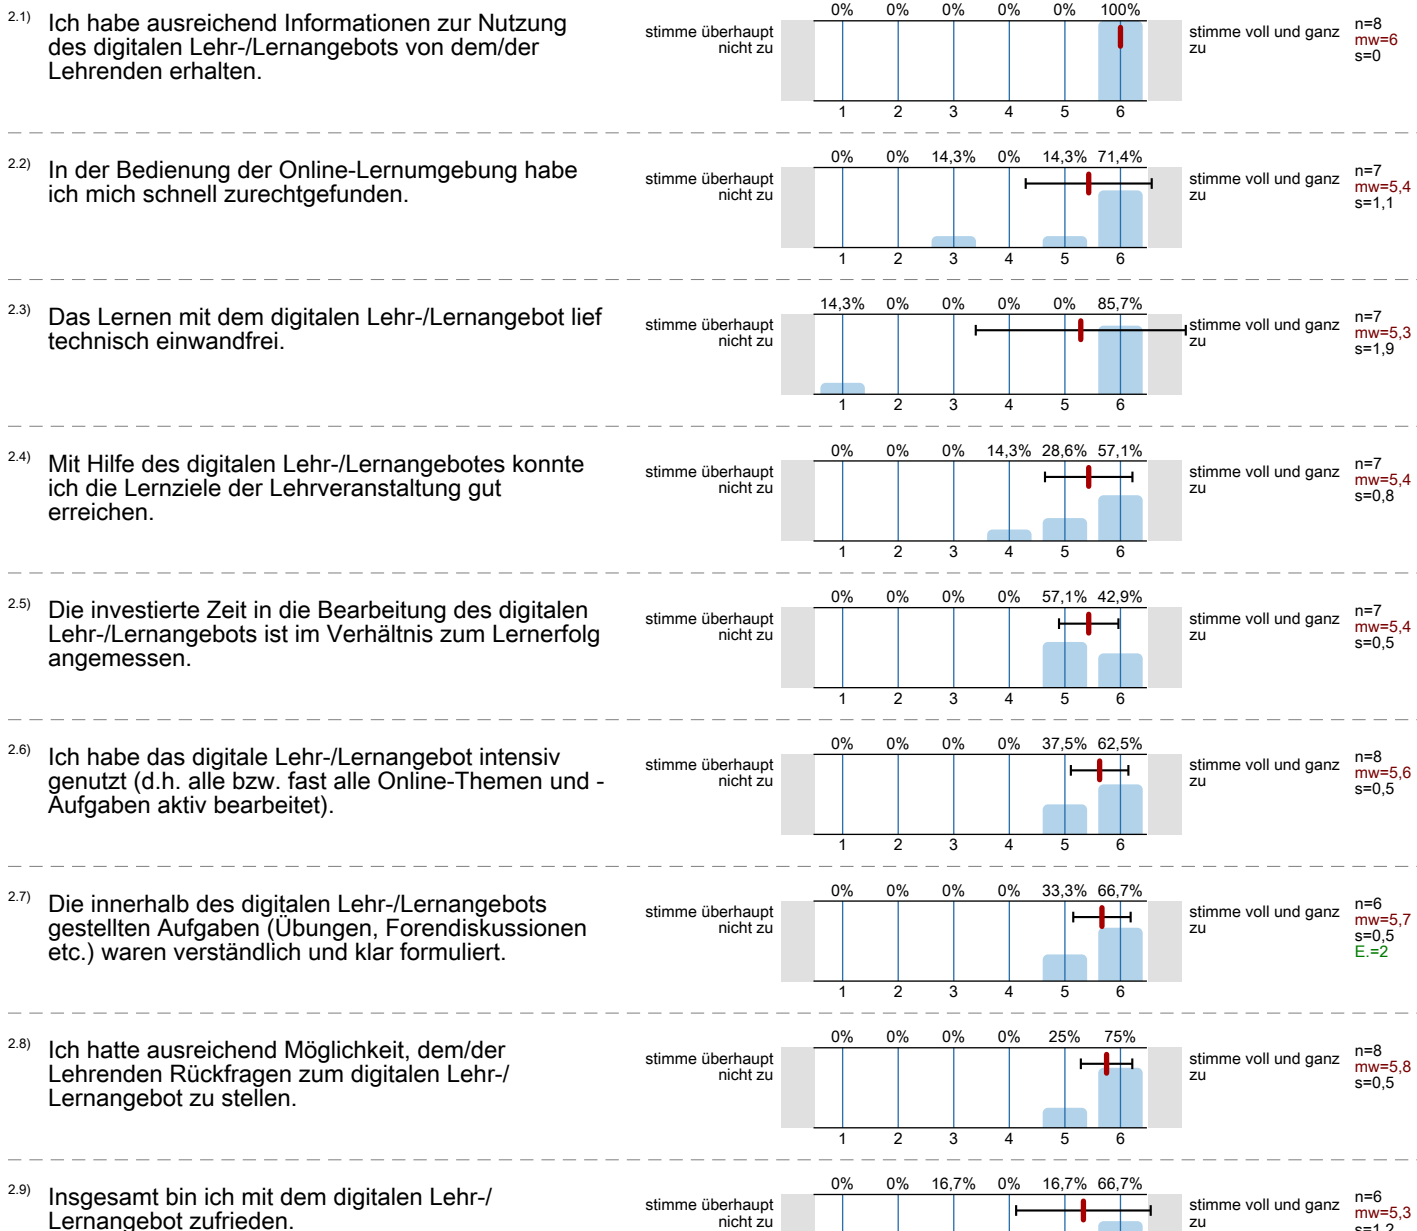 2.1) Ich habe ausreichend Informationen zur Nutzung
des digitalen Lehr-/Lernangebots von dem/der
Lehrenden erhalten.
stimme überhaupt
nicht zu
0% 0% 0% 0% 0% 100%
1 2 3 4 5 6
stimme voll und ganz
zu
n=8
mw=6
s=0
2.2) In der Bedienung der Online-Lernumgebung habe
ich mich schnell zurechtgefunden.
stimme überhaupt
nicht zu
0% 0% 14,3% 0% 14,3% 71,4%
1 2 3 4 5 6
stimme voll und ganz
zu
n=7
mw=5,4
s=1,1
2.3) Das Lernen mit dem digitalen Lehr-/Lernangebot lief
technisch einwandfrei.
stimme überhaupt
nicht zu
14,3% 0% 0% 0% 0% 85,7%
1 2 3 4 5 6
stimme voll und ganz
zu
n=7
mw=5,3
s=1,9
2.4) Mit Hilfe des digitalen Lehr-/Lernangebotes konnte
ich die Lernziele der Lehrveranstaltung gut
erreichen.
stimme überhaupt
nicht zu
0% 0% 0% 14,3% 28,6% 57,1%
1 2 3 4 5 6
stimme voll und ganz
zu
n=7
mw=5,4
s=0,8
2.5) Die investierte Zeit in die Bearbeitung des digitalen
Lehr-/Lernangebots ist im Verhältnis zum Lernerfolg
angemessen.
stimme überhaupt
nicht zu
0% 0% 0% 0% 57,1% 42,9%
1 2 3 4 5 6
stimme voll und ganz
zu
n=7
mw=5,4
s=0,5
2.6) Ich habe das digitale Lehr-/Lernangebot intensiv
genutzt (d.h. alle bzw. fast alle Online-Themen und -
Aufgaben aktiv bearbeitet).
stimme überhaupt
nicht zu
0% 0% 0% 0% 37,5% 62,5%
1 2 3 4 5 6
stimme voll und ganz
zu
n=8
mw=5,6
s=0,5
2.7) Die innerhalb des digitalen Lehr-/Lernangebots
gestellten Aufgaben (Übungen, Forendiskussionen
etc.) waren verständlich und klar formuliert.
stimme überhaupt
nicht zu
0% 0% 0% 0% 33,3% 66,7%
1 2 3 4 5 6
stimme voll und ganz
zu
n=6
mw=5,7
s=0,5
E.=2
2.8) Ich hatte ausreichend Möglichkeit, dem/der
Lehrenden Rückfragen zum digitalen Lehr-/
Lernangebot zu stellen.
stimme überhaupt
nicht zu
0% 0% 0% 0% 25% 75%
1 2 3 4 5 6
stimme voll und ganz
zu
n=8
mw=5,8
s=0,5
2.9) Insgesamt bin ich mit dem digitalen Lehr-/
Lernangebot zufrieden.
stimme überhaupt
nicht zu
0% 0% 16,7% 0% 16,7% 66,7%
stimme voll und ganz
zu
n=6
mw=5,3
s=1,2